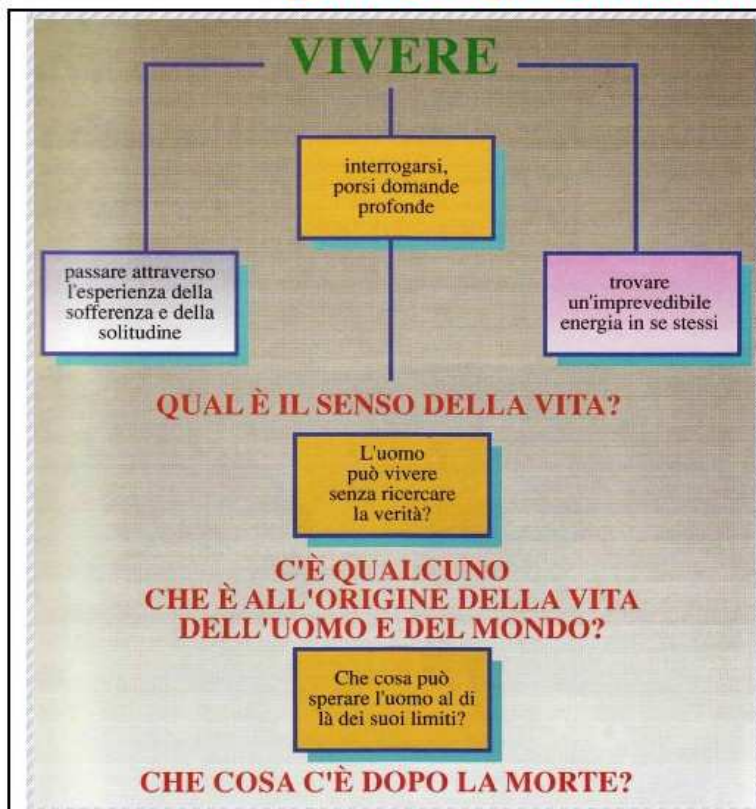 VIVERE
interrogarsi,
porsi domande
profonde
passare attraverso
l'esperienza della
sofferenza e della
solitudine
trovare
un'imprevedibile
energia in se stessi
QUAL È IL SENSO DELLA VITA?
L'uomo
può vivere
senza ricercare
la verità?
C'È QUALCUNO
CHE È ALL'ORIGINE DELLA VITA
DELL'UOMO E DEL MONDO?
Che cosa può
sperare l'uomo al di
là dei suoi limiti?
CHE COSA C'È DOPO LA MORTE?